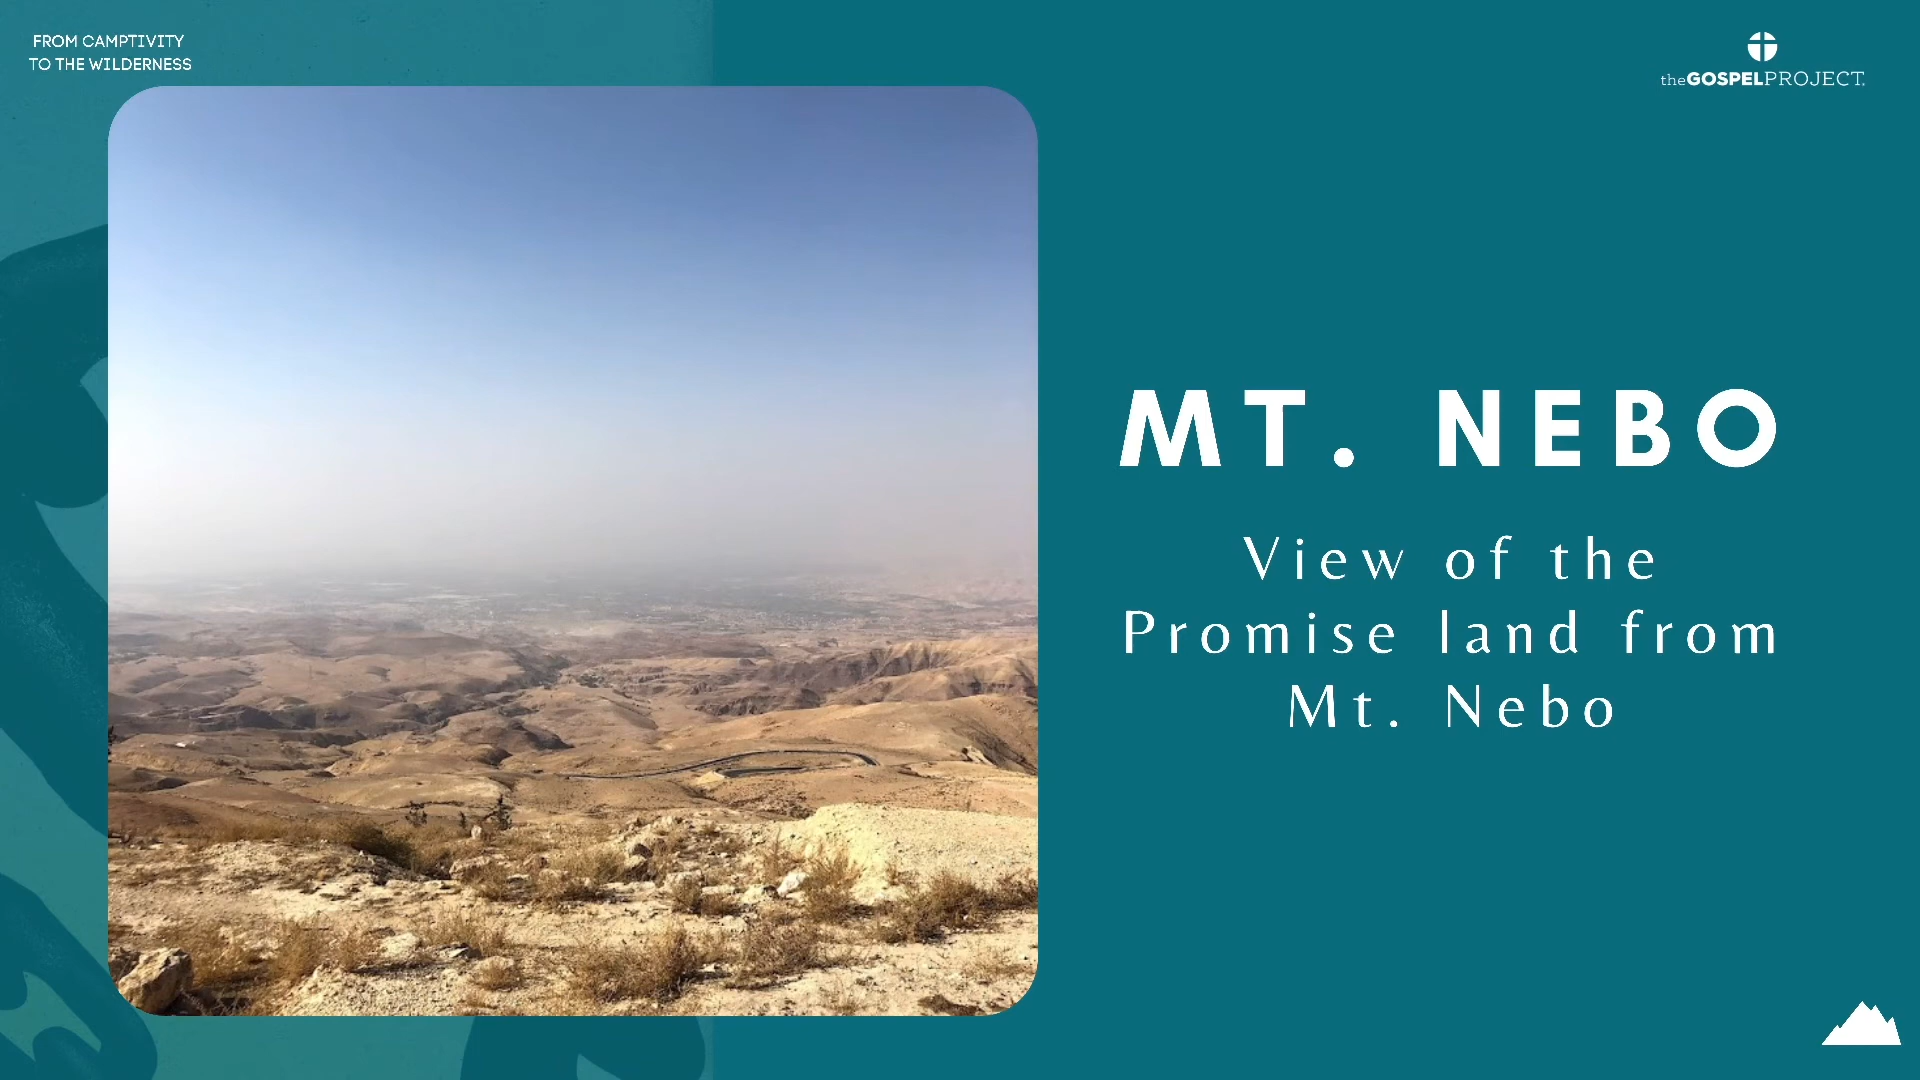 FROM CAMPTIVITY
TO THE WILDERNESS
theGOSPELPROJECT.
MT. NEBO
View of the
Promise land from
Mt. Nebo